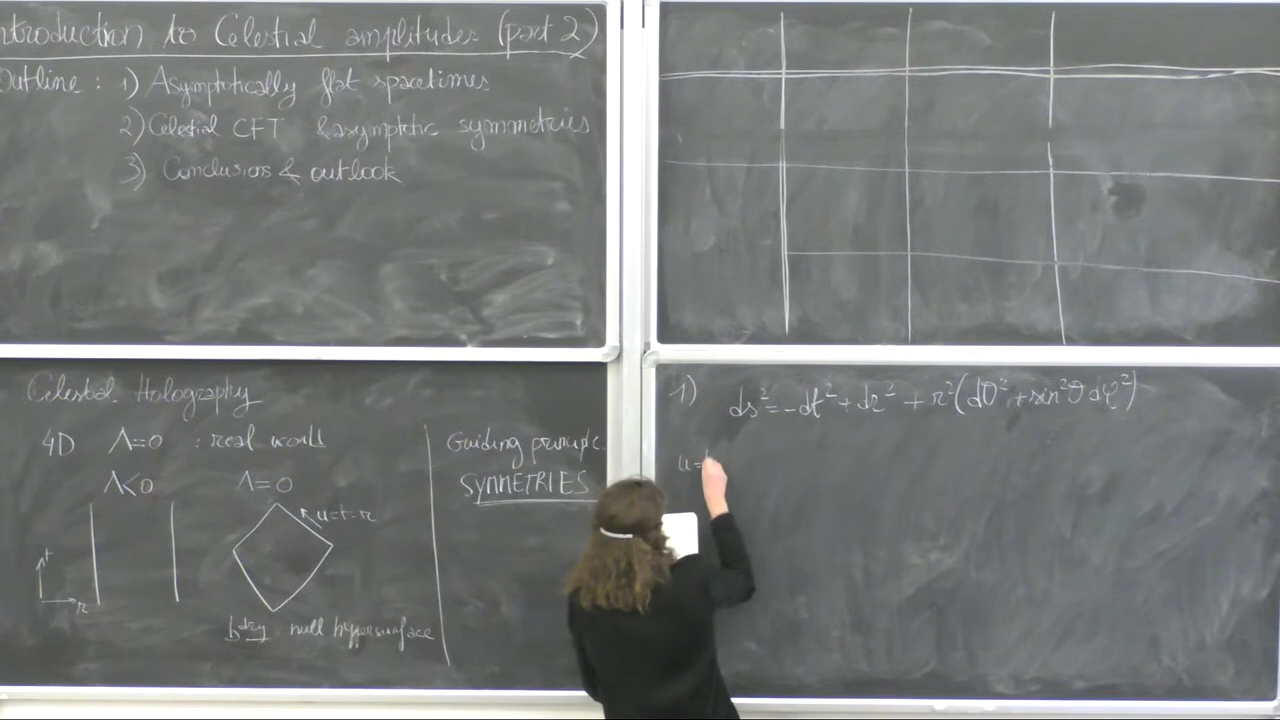 ntroduction to Celestial amplitudes (part 2)
Outline : 1) Asymptotically flat spacetimes
2) Celestial CFT & asymptotic symmetries
3) Conclusions & outlook
Celestial Holography
4D Λ=0 : real world
Λ<0 Λ=0
u=t-r
t
r
bdry null hypersurface
Guiding principle
SYMMETRIES
1) ds²=-dt²+dr²+r²(dθ²+sin²θdφ²)
u=